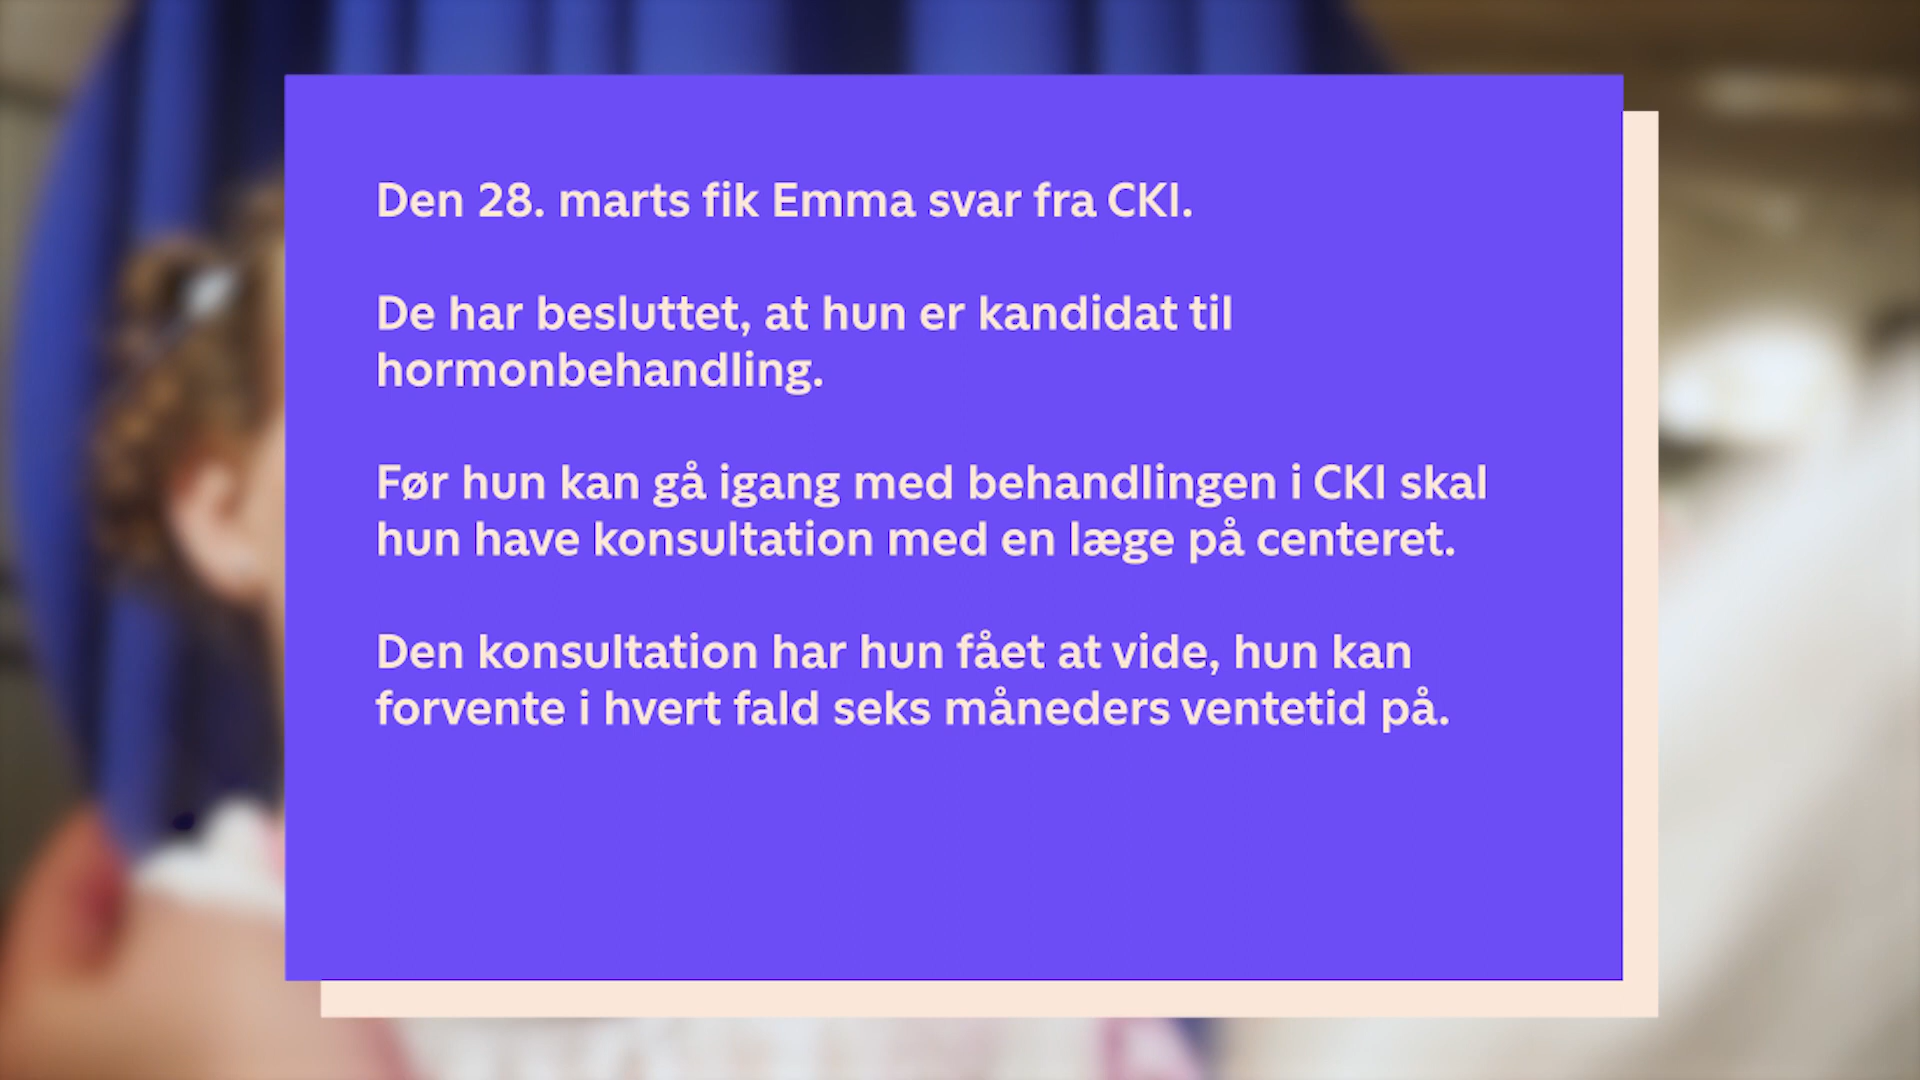 Den 28. marts fik Emma svar fra CKI.
De har besluttet, at hun er kandidat til
hormonbehandling.
Før hun kan gå igang med behandlingen i CKI skal
hun have konsultation med en læge på centeret.
Den konsultation har hun fået at vide, hun kan
forvente i hvert fald seks måneders ventetid på.